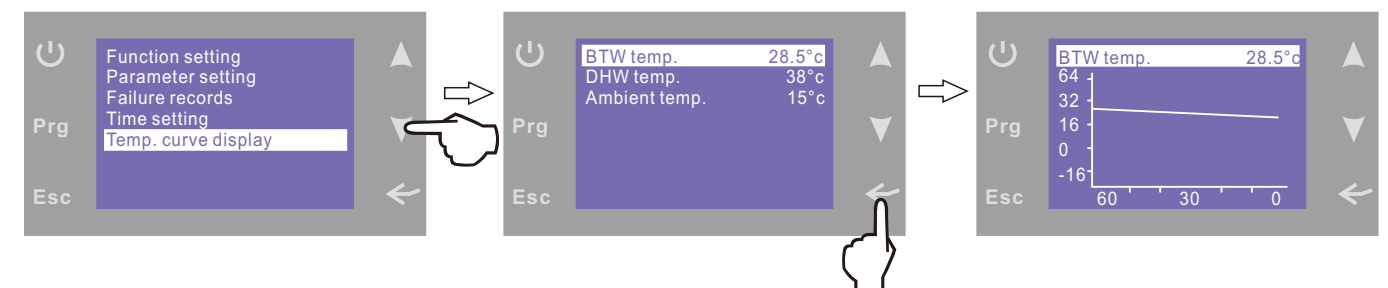 Function setting
Parameter setting
Failure records
Time setting
Temp. curve display
Prg
Esc
BTW temp. 28.5°c
DHW temp. 38°c
Ambient temp. 15°c
Prg
Esc
BTW temp. 28.5°c
64
32
16
0
-16
60 30 0
Prg
Esc